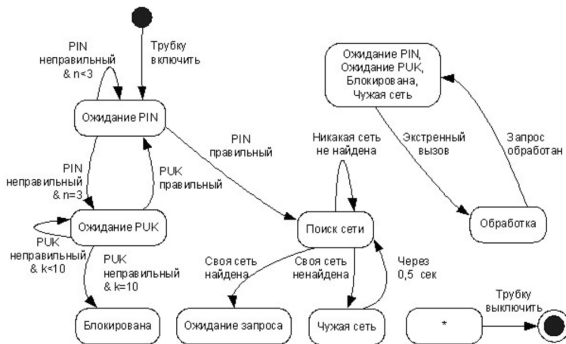 PIN
неправильный
& n<3
Трубку
включить
Ожидание PIN,
Ожидание PUK,
Блокирована,
Чужая сеть
Ожидание PIN
PIN
правильный
Никакая сеть
не найдена
Экстренный
вызов
Запрос
обработан
PIN
неправильный
& n=3
PUK
правильный
Ожидание PUK
Поиск сети
Обработка
PUK
неправильный
& k<10
PUK
неправильный
& k=10
Своя сеть
найдена
Своя сеть
ненайдена
Через
0,5 сек
Трубку
выключить
Блокирована
Ожидание запроса
Чужая сеть
*